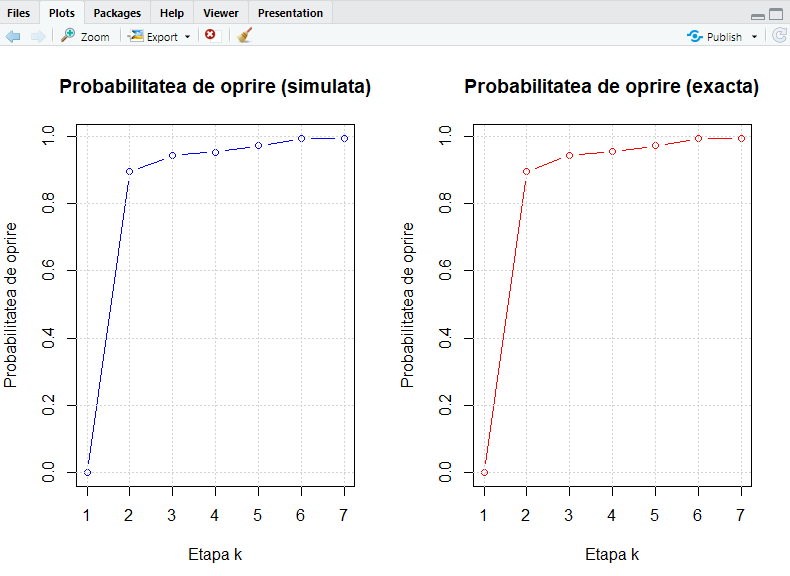 Files Plots Packages Help Viewer Presentation
Zoom Export Publish
Probabilitatea de oprire (simulata)
Probabilitatea de oprire
1.0
0.8
0.6
0.4
0.2
0.0
1 2 3 4 5 6 7
Etapa k
Probabilitatea de oprire (exacta)
Probabilitatea de oprire
1.0
0.8
0.6
0.4
0.2
0.0
1 2 3 4 5 6 7
Etapa k